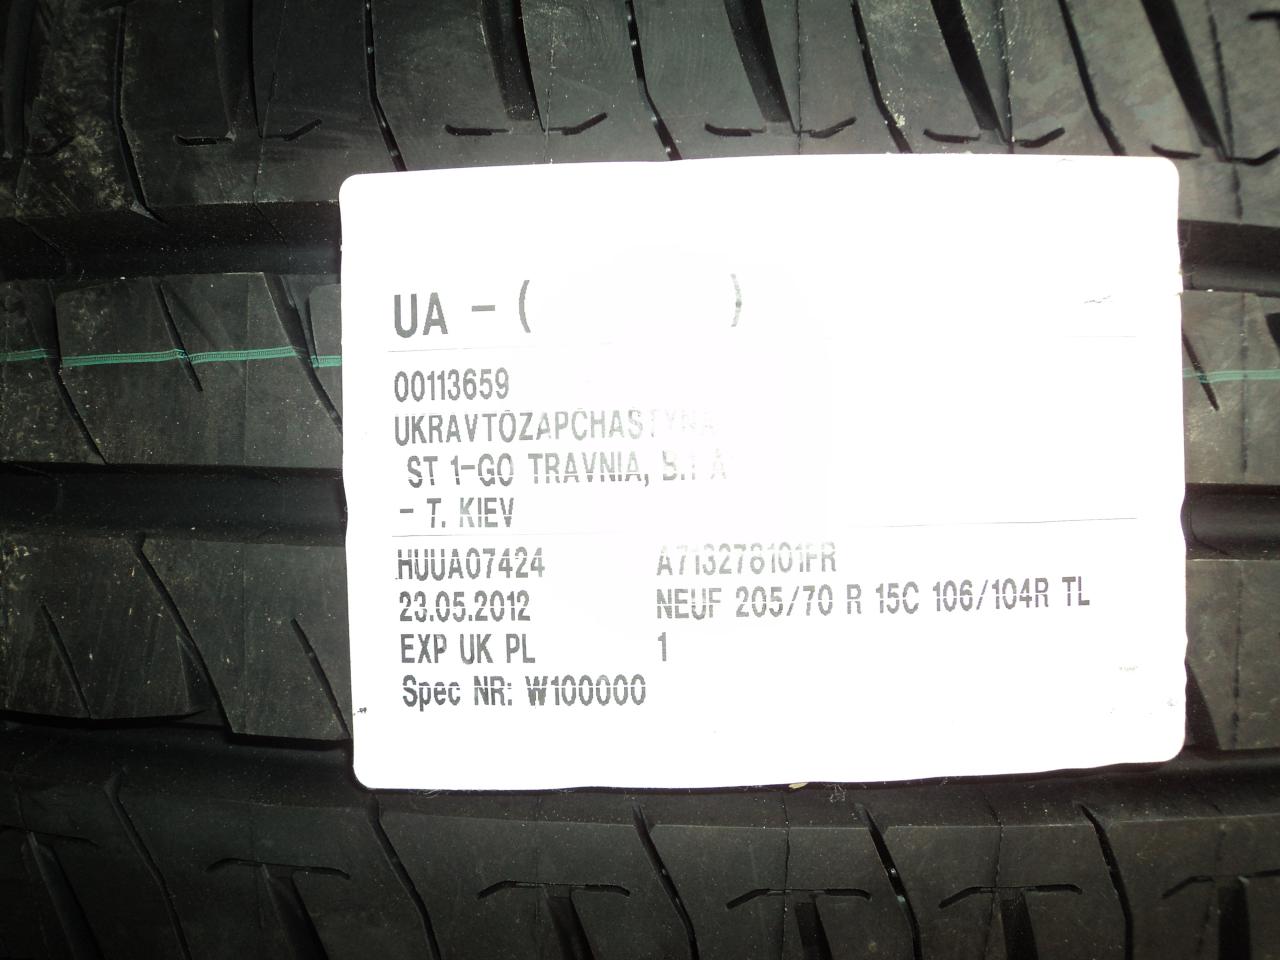 UA - ( )
00113659
UKRAVTOZAPCHASTYNA
ST 1-GO TRAVNIA, B.1 A
- T. KIEV
HUUA07424 A713278101FR
23.05.2012 NEUF 205/70 R 15C 106/104R TL
EXP UK PL 1
Spec NR: W100000